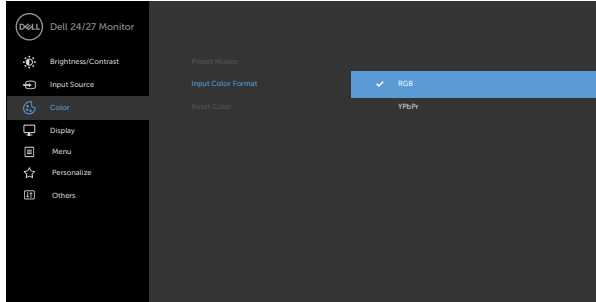 DELL Dell 24/27 Monitor
Brightness/Contrast
Preset Modes
Input Source
Input Color Format
✓ RGB
Color
Reset Color
YPbPr
Display
Menu
Personalize
Others